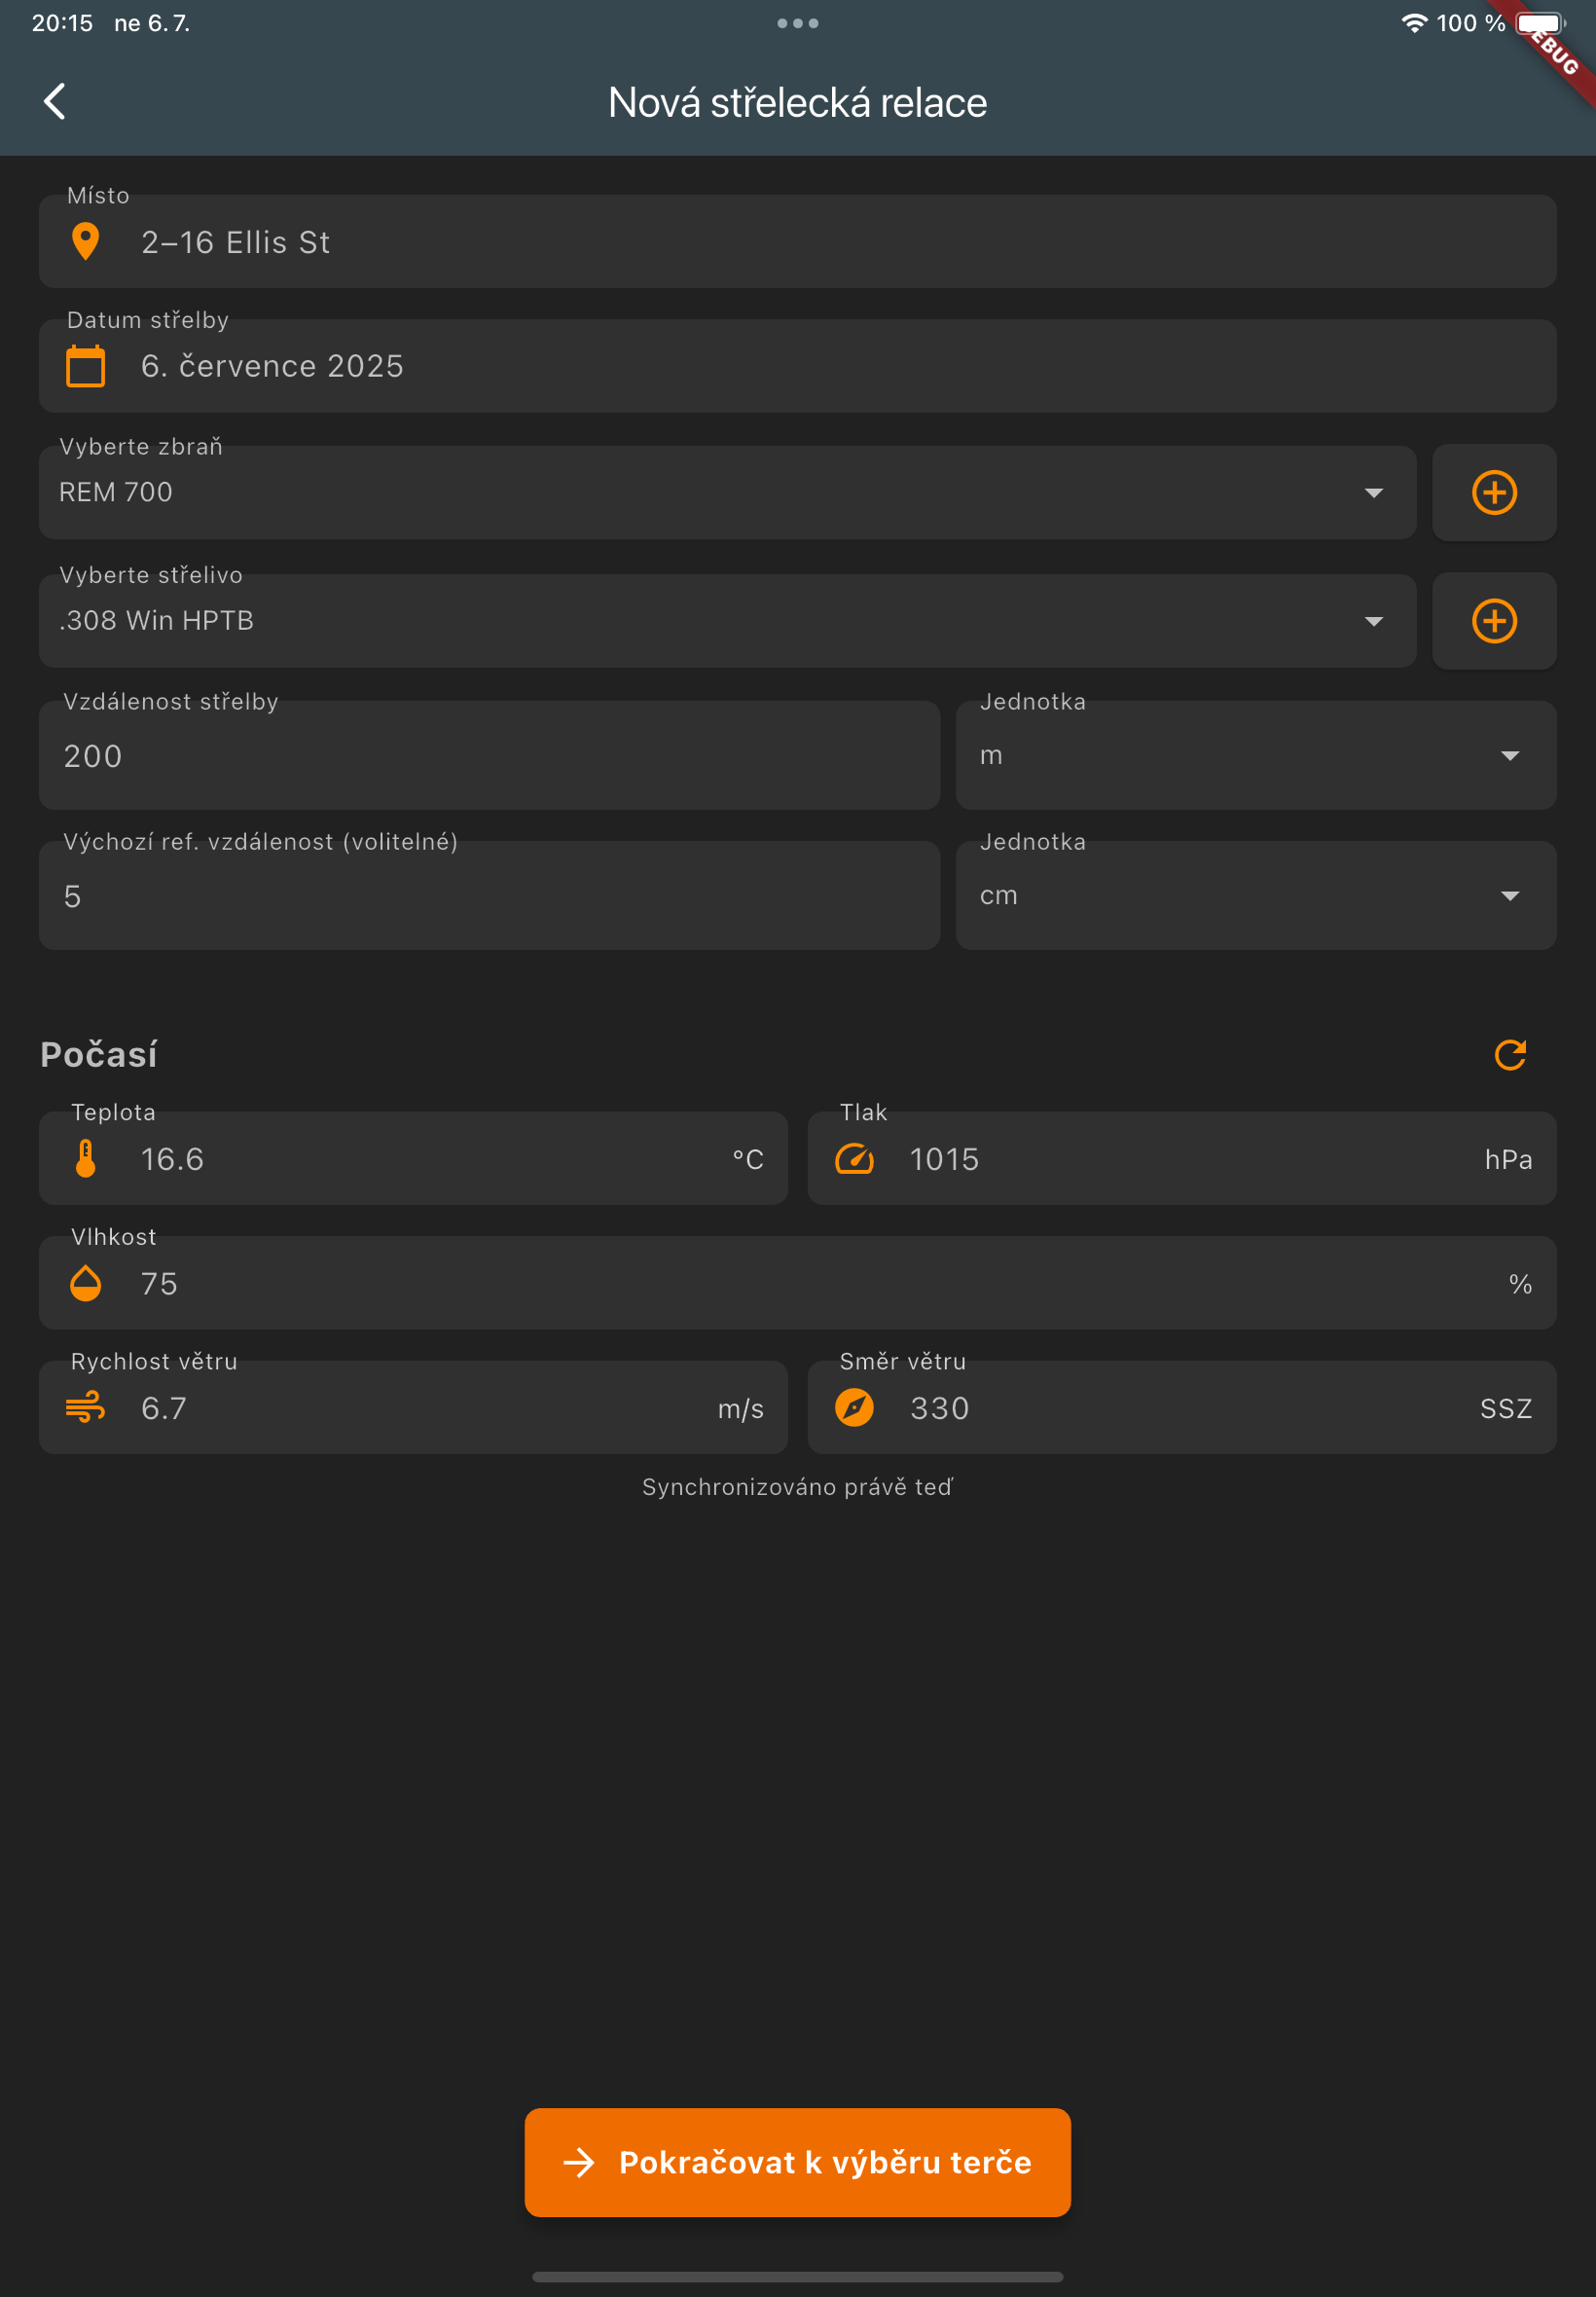 20:15 ne 6. 7.
100 %
EBUG
Nová střelecká relace
Místo
2–16 Ellis St
Datum střelby
6. července 2025
Vyberte zbraň
REM 700
Vyberte střelivo
.308 Win HPTB
Vzdálenost střelby
200
Jednotka
m
Výchozí ref. vzdálenost (volitelné)
5
Jednotka
cm
Počasí
Teplota
16.6 °C
Tlak
1015 hPa
Vlhkost
75 %
Rychlost větru
6.7 m/s
Směr větru
330 SSZ
Synchronizováno právě teď
Pokračovat k výběru terče